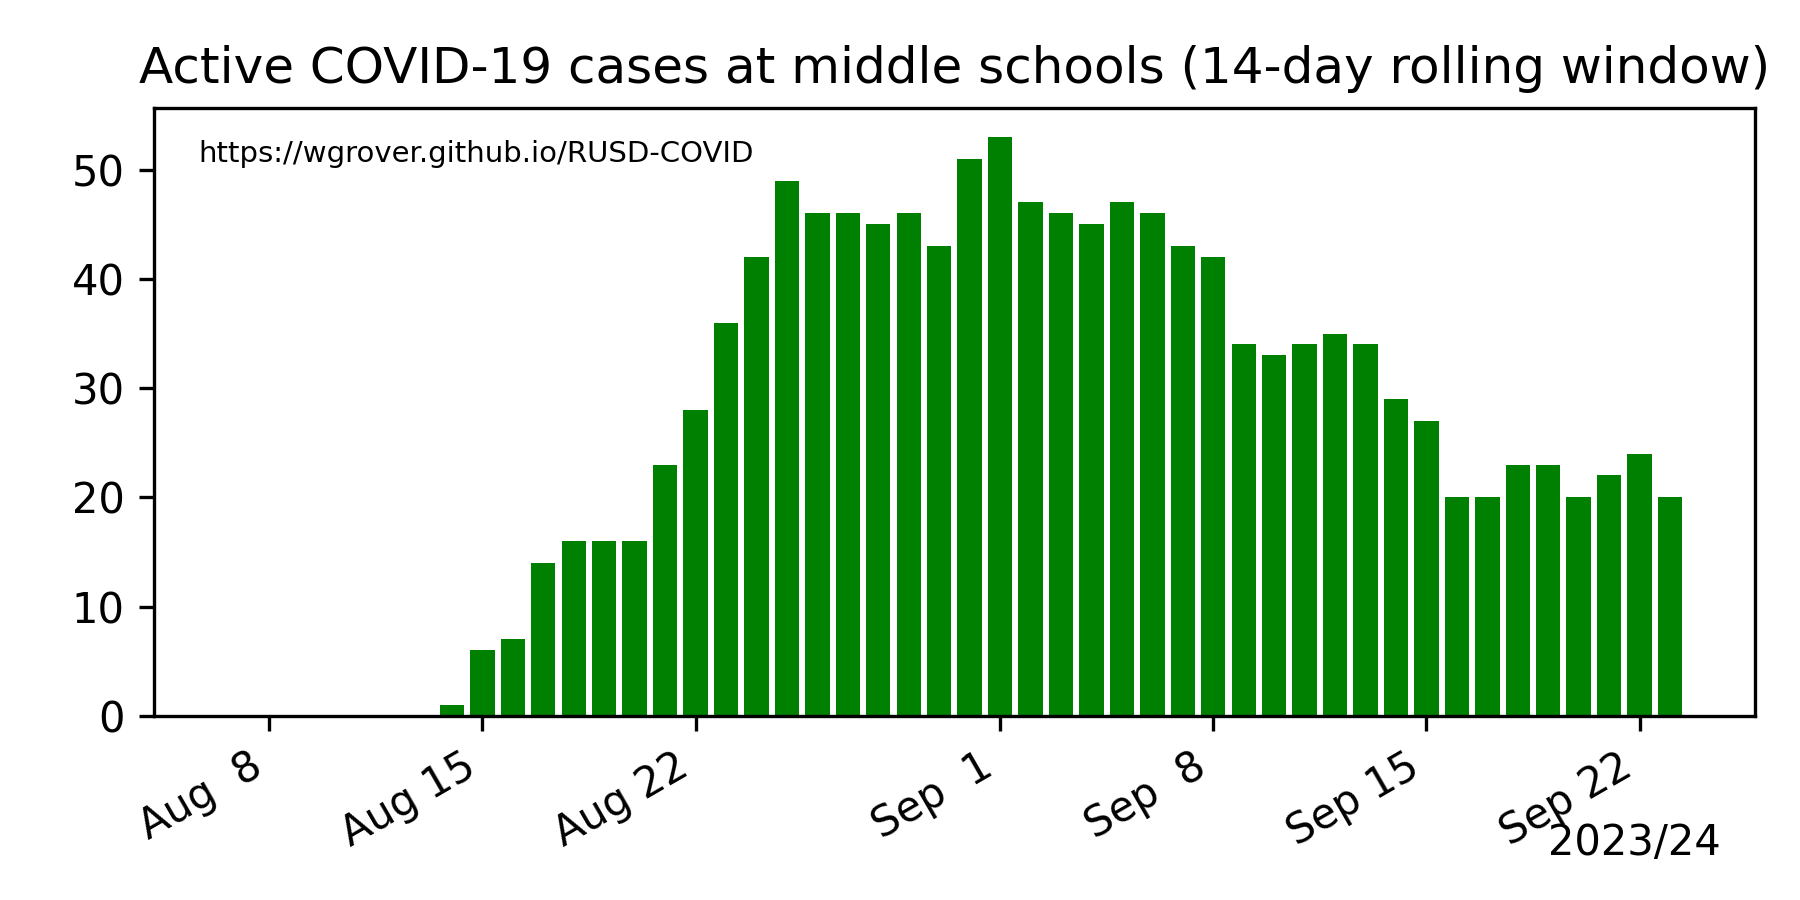 Active COVID-19 cases at middle schools (14-day rolling window)
https://wgrover.github.io/RUSD-COVID
50
40
30
20
10
0
Aug 8
Aug 15
Aug 22
Sep 1
Sep 8
Sep 15
Sep 22
2023/24